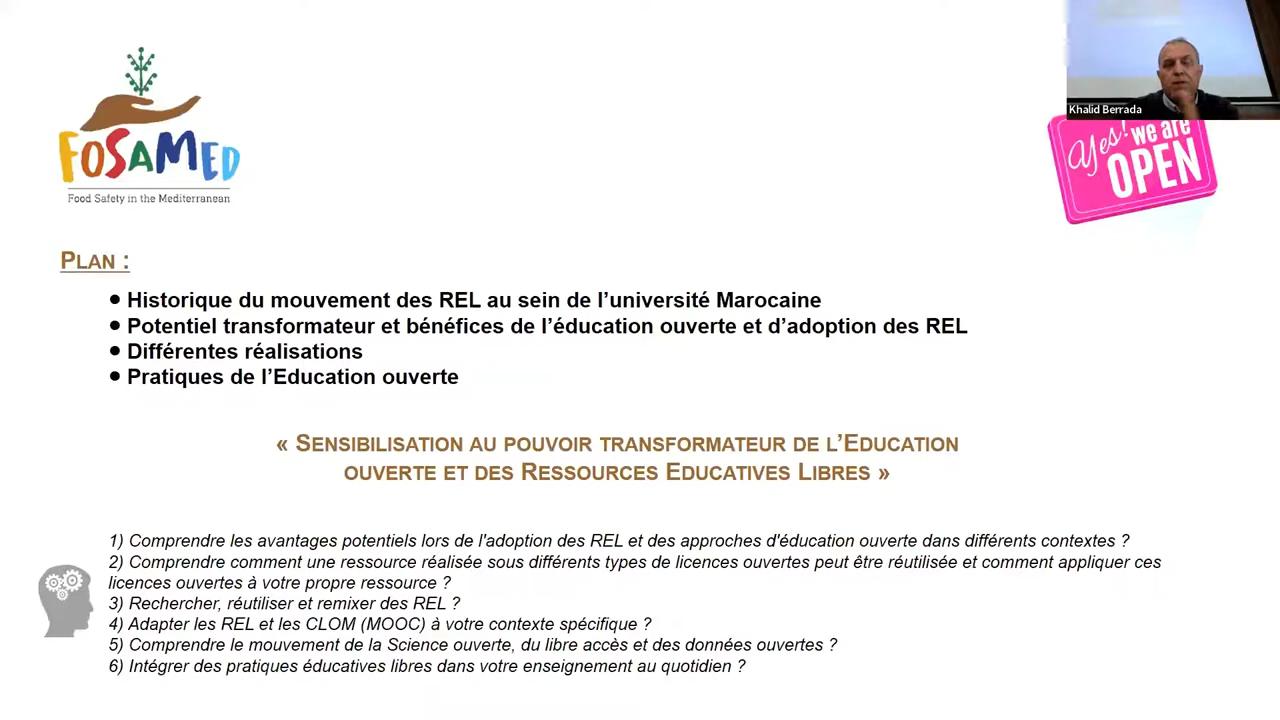 FOSAMED
Food Safety in the Mediterranean
Khalid Berrada
Yes! we are
OPEN
PLAN :
• Historique du mouvement des REL au sein de l’université Marocaine
• Potentiel transformateur et bénéfices de l’éducation ouverte et d’adoption des REL
• Différentes réalisations
• Pratiques de l’Education ouverte
« SENSIBILISATION AU POUVOIR TRANSFORMATEUR DE L’EDUCATION
OUVERTE ET DES RESSOURCES EDUCATIVES LIBRES »
1) Comprendre les avantages potentiels lors de l'adoption des REL et des approches d'éducation ouverte dans différents contextes ?
2) Comprendre comment une ressource réalisée sous différents types de licences ouvertes peut être réutilisée et comment appliquer ces
licences ouvertes à votre propre ressource ?
3) Rechercher, réutiliser et remixer des REL ?
4) Adapter les REL et les CLOM (MOOC) à votre contexte spécifique ?
5) Comprendre le mouvement de la Science ouverte, du libre accès et des données ouvertes ?
6) Intégrer des pratiques éducatives libres dans votre enseignement au quotidien ?